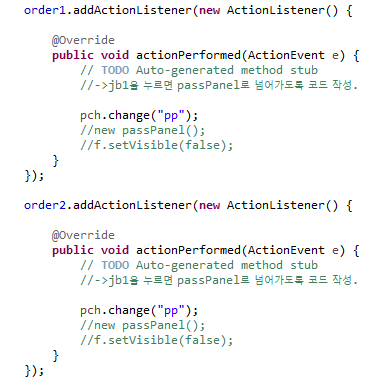 order1.addActionListener(new ActionListener() {
@Override
public void actionPerformed(ActionEvent e) {
// TODO Auto-generated method stub
//->jb1을 누르면 passPanel로 넘어가도록 코드 작성.
pch.change("pp");
//new passPanel();
//f.setVisible(false);
}
});
order2.addActionListener(new ActionListener() {
@Override
public void actionPerformed(ActionEvent e) {
// TODO Auto-generated method stub
//->jb1을 누르면 passPanel로 넘어가도록 코드 작성.
pch.change("pp");
//new passPanel();
//f.setVisible(false);
}
});